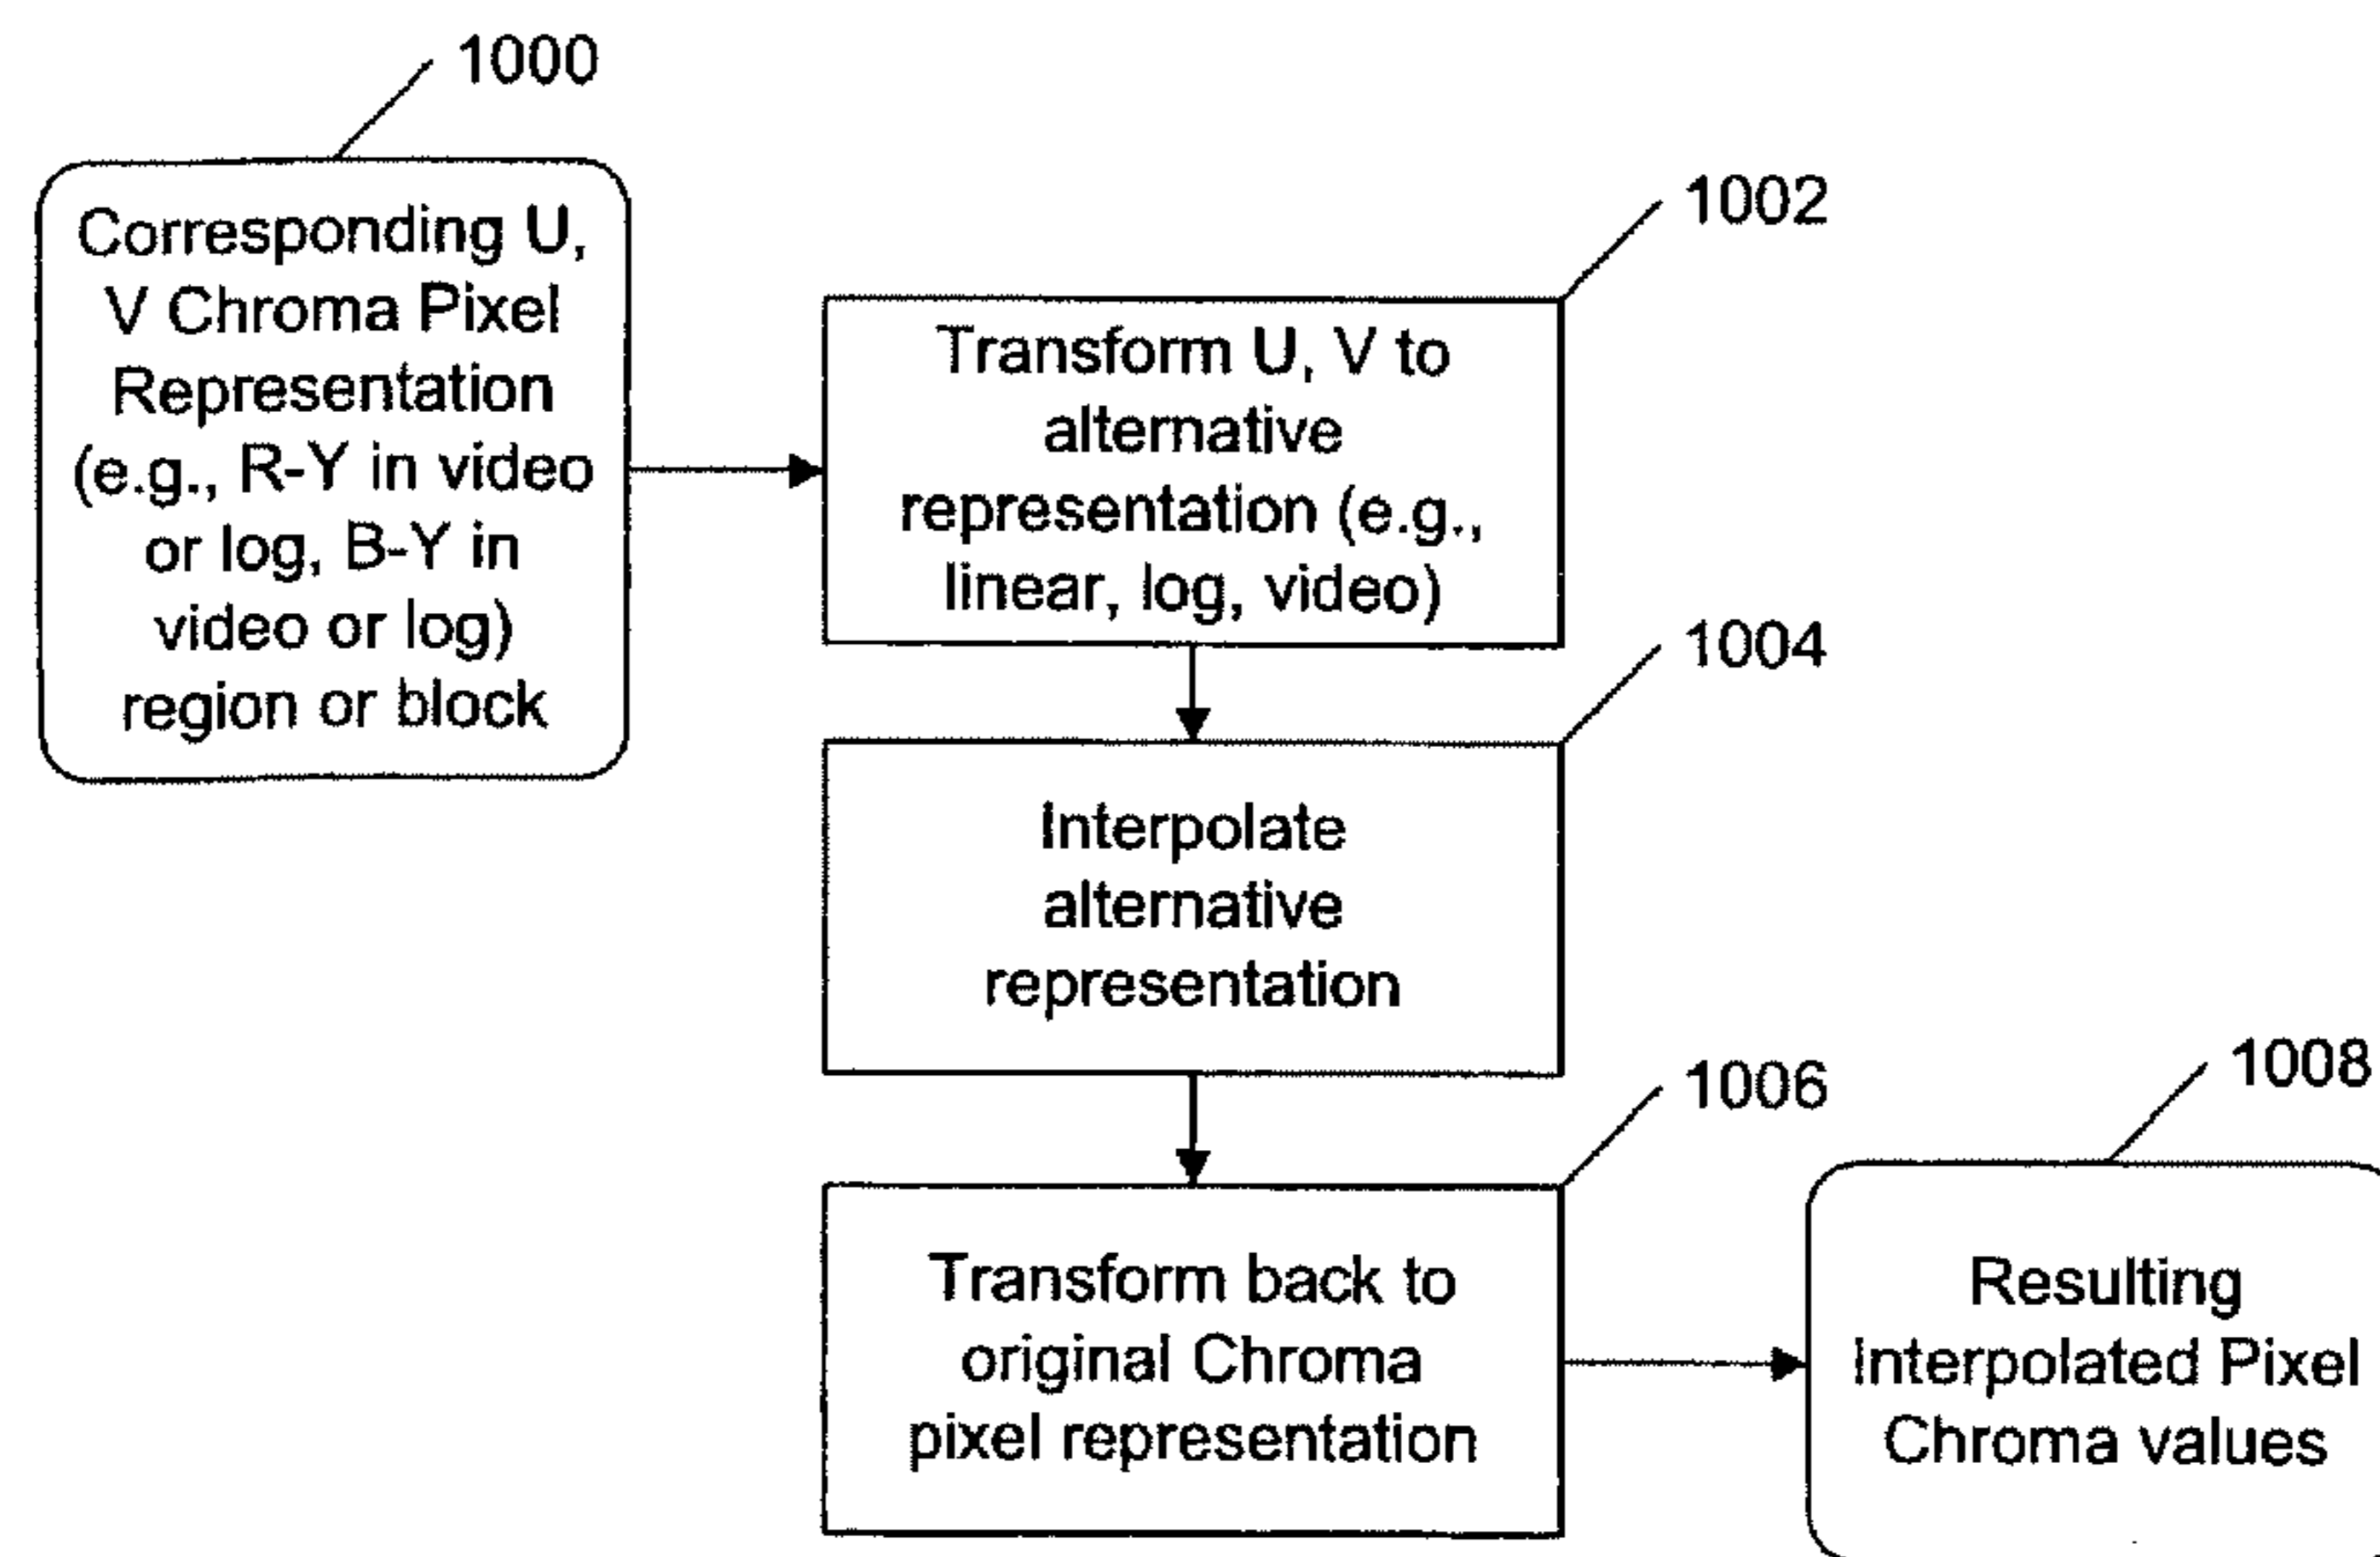 1000
Corresponding U,
V Chroma Pixel
Representation
(e.g., R-Y in video
or log, B-Y in
video or log)
region or block
1002
Transform U, V to
alternative
representation (e.g.,
linear, log, video)
1004
Interpolate
alternative
representation
1006
Transform back to
original Chroma
pixel representation
1008
Resulting
Interpolated Pixel
Chroma values